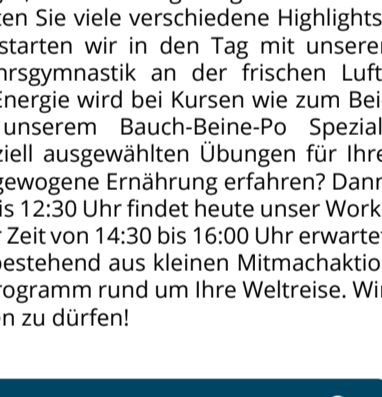 en Sie viele verschiedene Highlights
starten wir in den Tag mit unserer
hrsgymnastik an der frischen Luft
Energie wird bei Kursen wie zum Bei
unserem Bauch-Beine-Po Spezial
ziell ausgewählten Übungen für Ihre
gewogene Ernährung erfahren? Dann
is 12:30 Uhr findet heute unser Work
Zeit von 14:30 bis 16:00 Uhr erwarte
bestehend aus kleinen Mitmachaktio
rogramm rund um Ihre Weltreise. Wir
n zu dürfen!